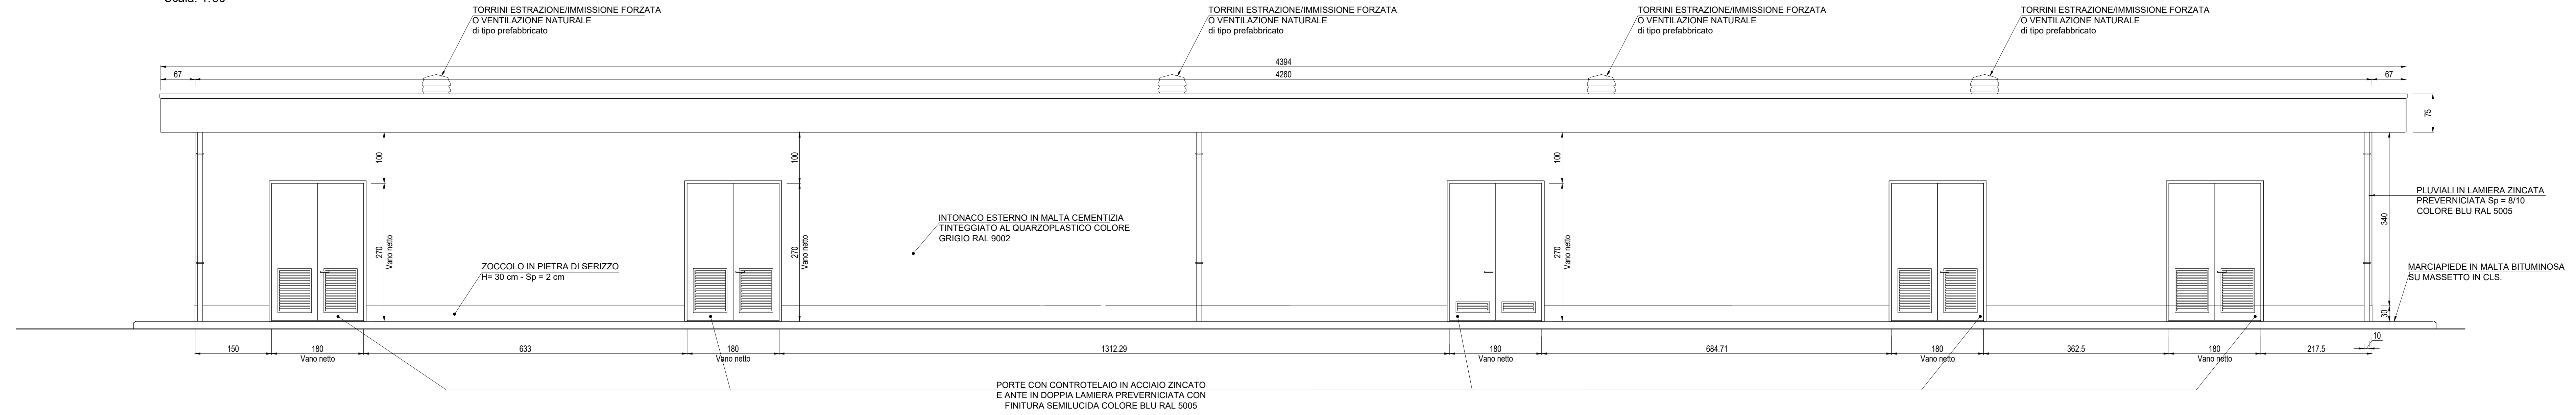 TORRINI ESTRAZIONE/IMMISSIONE FORZATA
O VENTILAZIONE NATURALE
di tipo prefabbricato
TORRINI ESTRAZIONE/IMMISSIONE FORZATA
O VENTILAZIONE NATURALE
di tipo prefabbricato
TORRINI ESTRAZIONE/IMMISSIONE FORZATA
O VENTILAZIONE NATURALE
di tipo prefabbricato
TORRINI ESTRAZIONE/IMMISSIONE FORZATA
O VENTILAZIONE NATURALE
di tipo prefabbricato
4394
67
4260
67
75
100
100
100
270
Vano netto
270
Vano netto
270
Vano netto
340
30
INTONACO ESTERNO IN MALTA CEMENTIZIA
TINTEGGIATO AL QUARZOPLASTICO COLORE
GRIGIO RAL 9002
PLUVIALI IN LAMIERA ZINCATA
PREVERNICIATA Sp = 8/10
COLORE BLU RAL 5005
ZOCCOLO IN PIETRA DI SERIZZO
H= 30 cm - Sp = 2 cm
MARCIAPIEDE IN MALTA BITUMINOSA
SU MASSETTO IN CLS.
10
150
180
Vano netto
633
180
Vano netto
1312.29
180
Vano netto
684.71
180
Vano netto
362.5
180
Vano netto
217.5
PORTE CON CONTROTELAIO IN ACCIAIO ZINCATO
E ANTE IN DOPPIA LAMIERA PREVERNICIATA CON
FINITURA SEMILUCIDA COLORE BLU RAL 5005